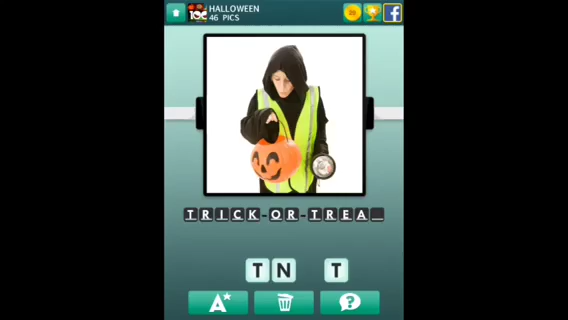 HALLOWEEN
46 PICS
TRICK-OR-TREA_
T N T
A
?
f